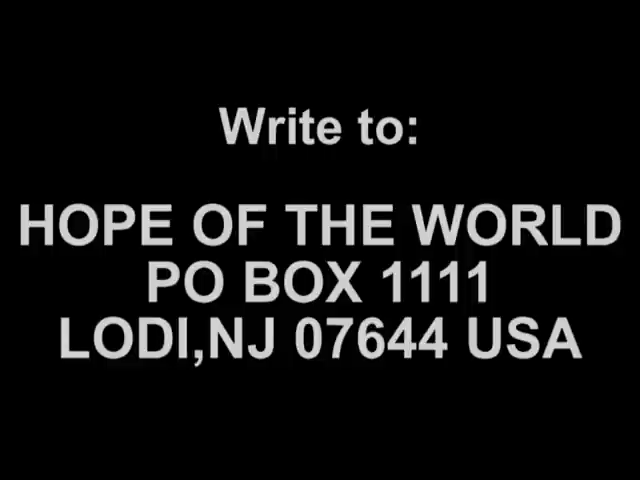 Write to:
HOPE OF THE WORLD
PO BOX 1111
LODI,NJ 07644 USA